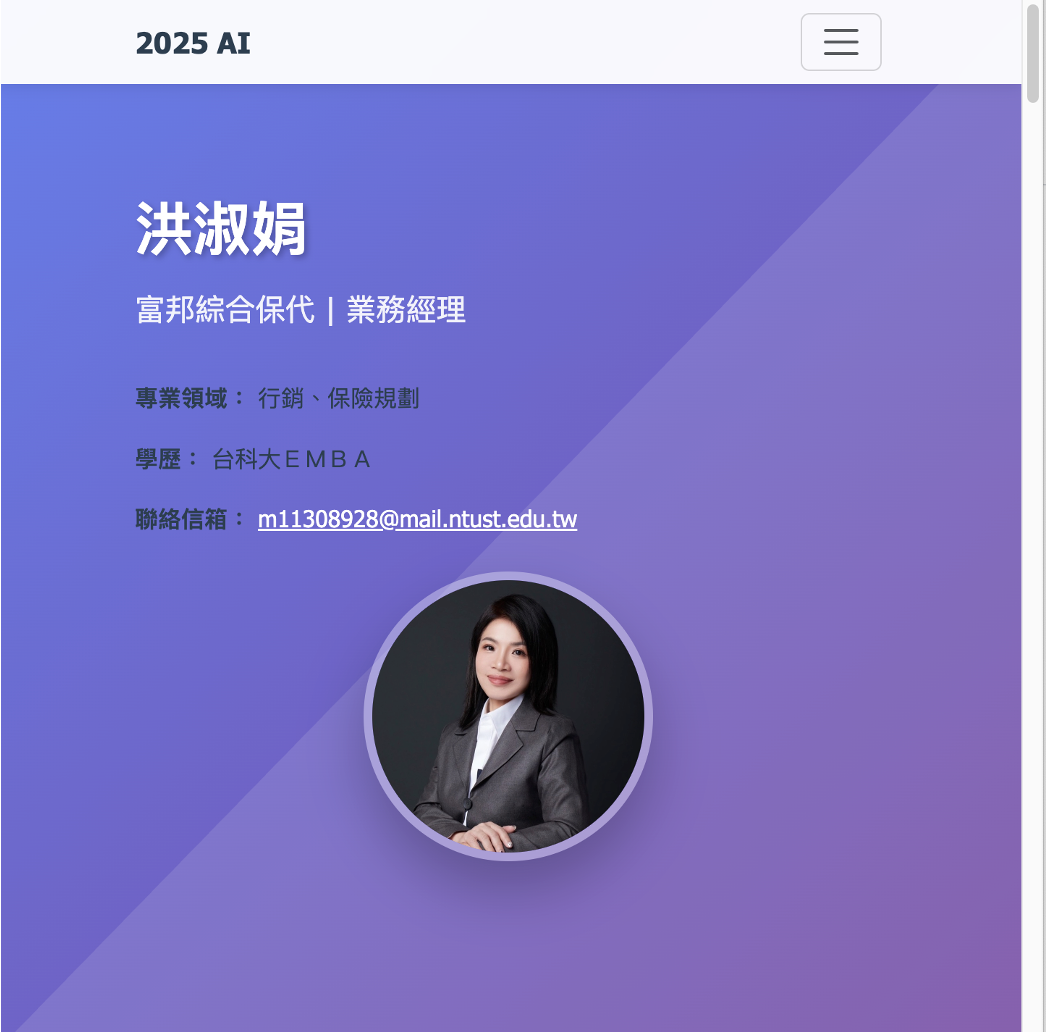 2025 AI
洪淑娟
富邦綜合保代 | 業務經理
專業領域： 行銷、保險規劃
學歷： 台科大ＥＭＢＡ
聯絡信箱： m11308928@mail.ntust.edu.tw